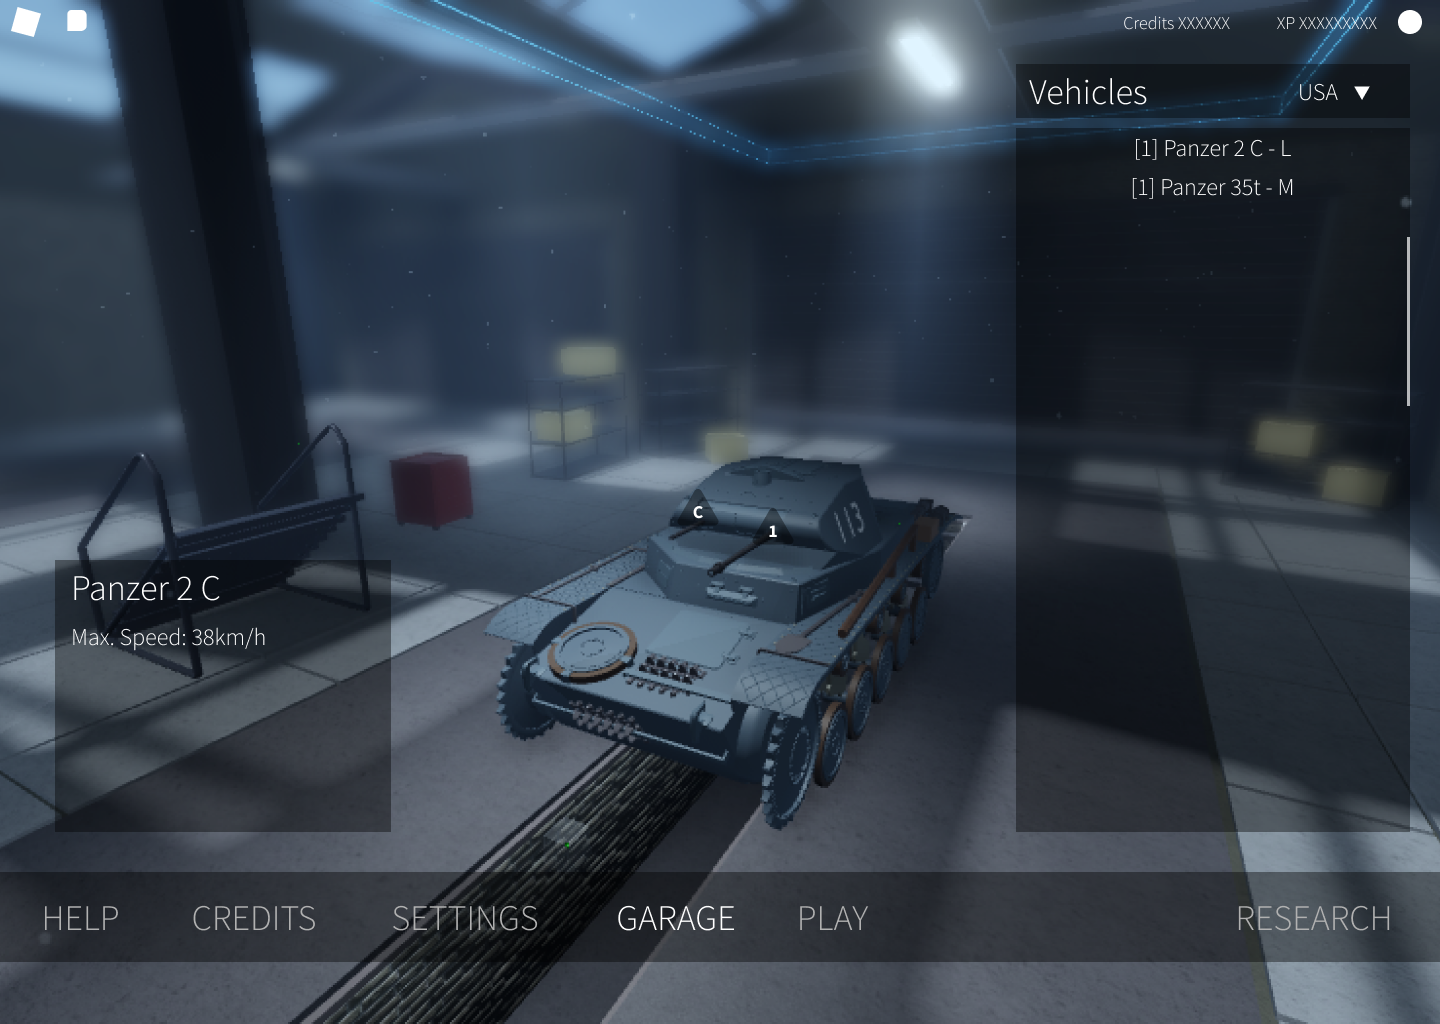 Credits XXXXXX XP XXXXXXXXX
Vehicles USA ▼
[1] Panzer 2 C - L
[1] Panzer 35t - M
C
1
113
Panzer 2 C
Max. Speed: 38km/h
HELP CREDITS SETTINGS GARAGE PLAY RESEARCH